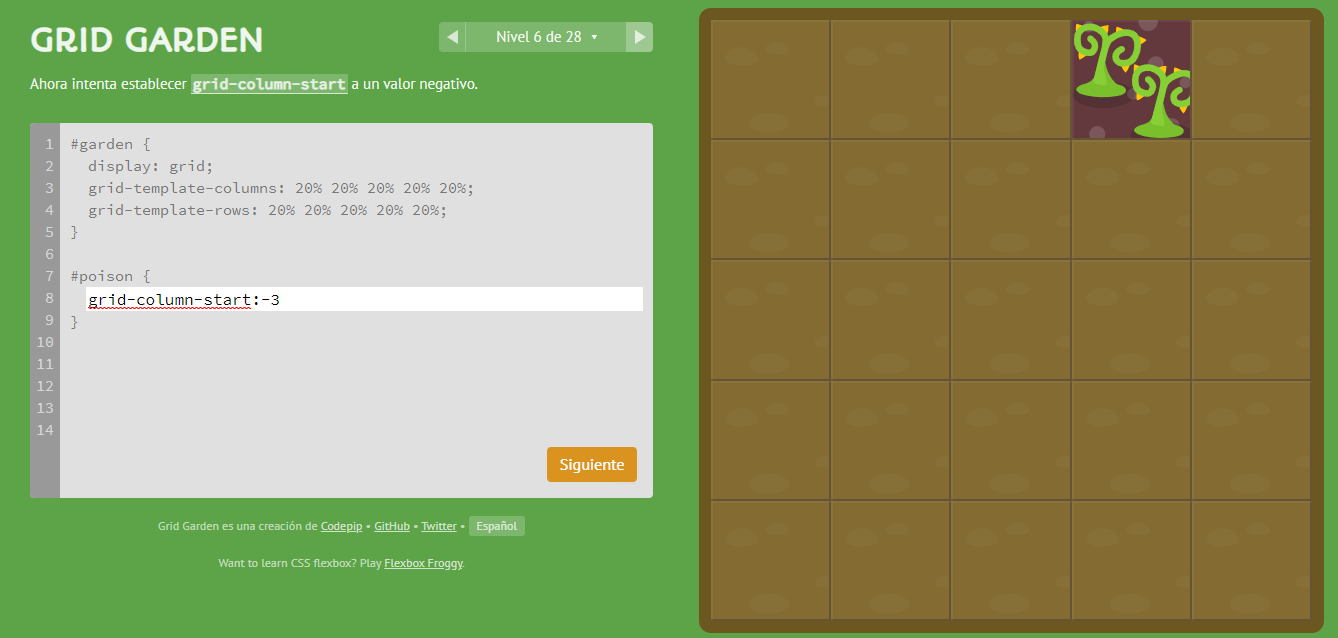 GRID GARDEN
Nivel 6 de 28
Ahora intenta establecer grid-column-start a un valor negativo.
1 #garden {
2 display: grid;
3 grid-template-columns: 20% 20% 20% 20% 20%;
4 grid-template-rows: 20% 20% 20% 20% 20%;
5 }
6
7 #poison {
8 grid-column-start:-3
9 }
10
11
12
13
14
Siguiente
Grid Garden es una creación de Codepip • GitHub • Twitter • Español
Want to learn CSS flexbox? Play Flexbox Froggy.